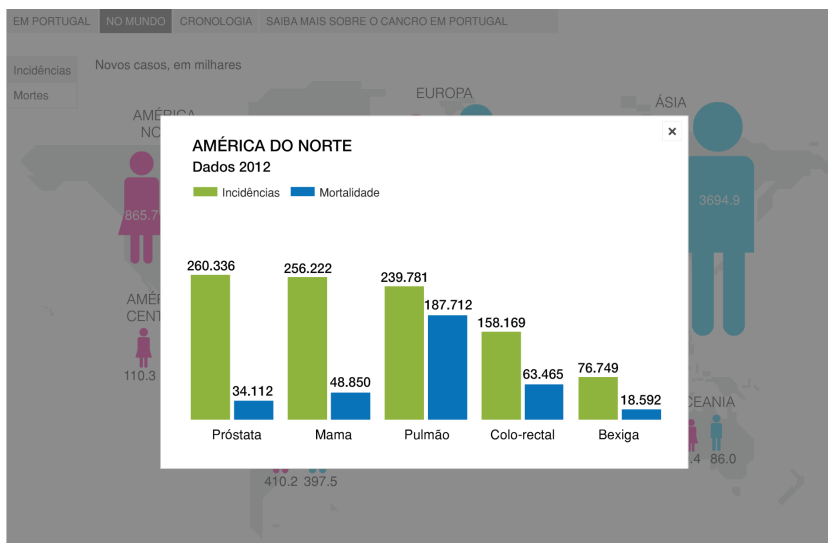 EM PORTUGAL NO MUNDO CRONOLOGIA SAIBA MAIS SOBRE O CANCRO EM PORTUGAL
Incidências
Mortes
Novos casos, em milhares
EUROPA
ÁSIA
865.7
3694.9
110.3
86.0
410.2 397.5
AMÉRICA DO NORTE
Dados 2012
Incidências Mortalidade
260.336 256.222 239.781 187.712 158.169 63.465 76.749 18.592
34.112 48.850
Próstata Mama Pulmão Colo-rectal Bexiga